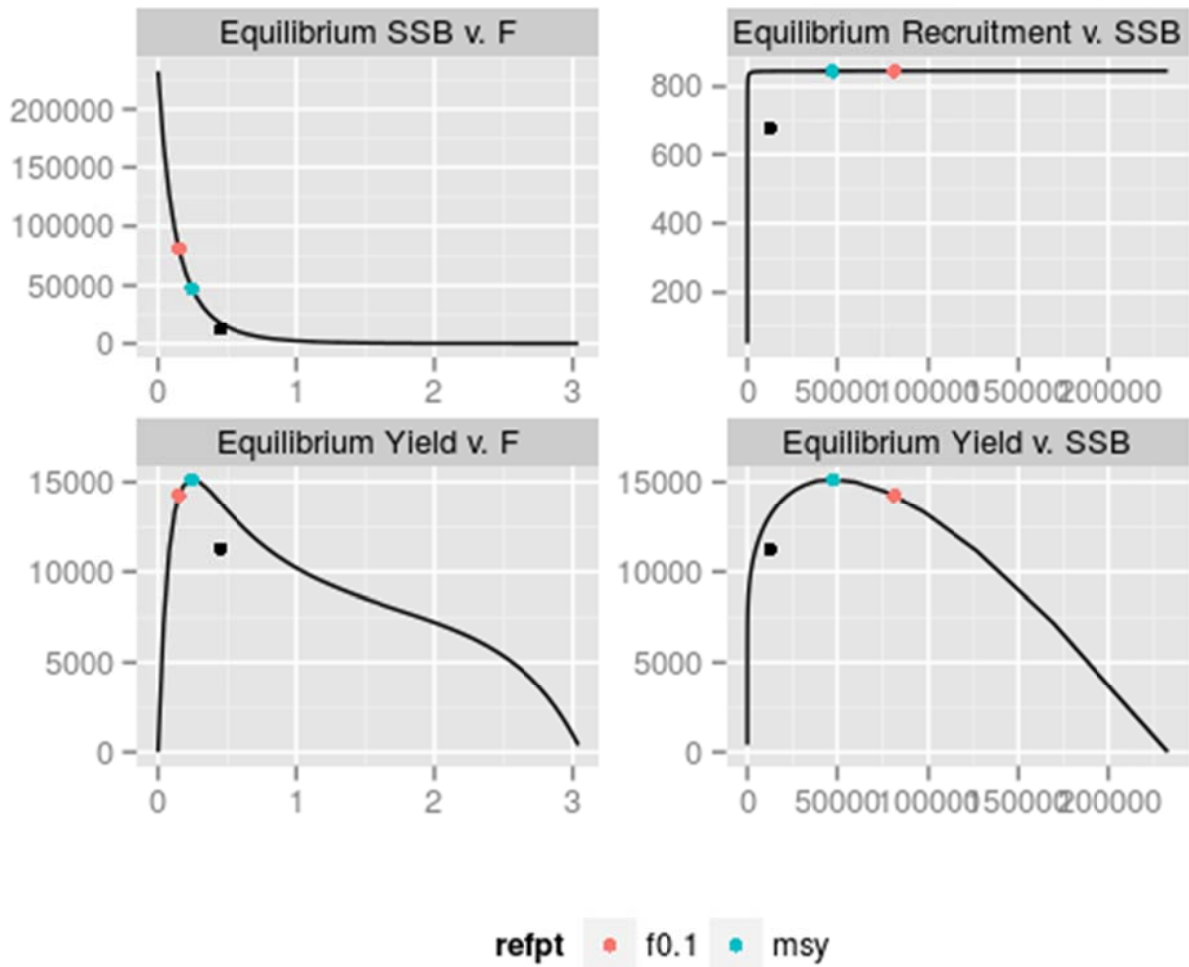 Equilibrium SSB v. F
200000
150000
100000
50000
0
0 1 2 3
Equilibrium Recruitment v. SSB
800
600
400
200
0 50000 100000 150000 200000
Equilibrium Yield v. F
15000
10000
5000
0
0 1 2 3
Equilibrium Yield v. SSB
15000
10000
5000
0
0 50000 100000 150000 200000
refpt f0.1 msy